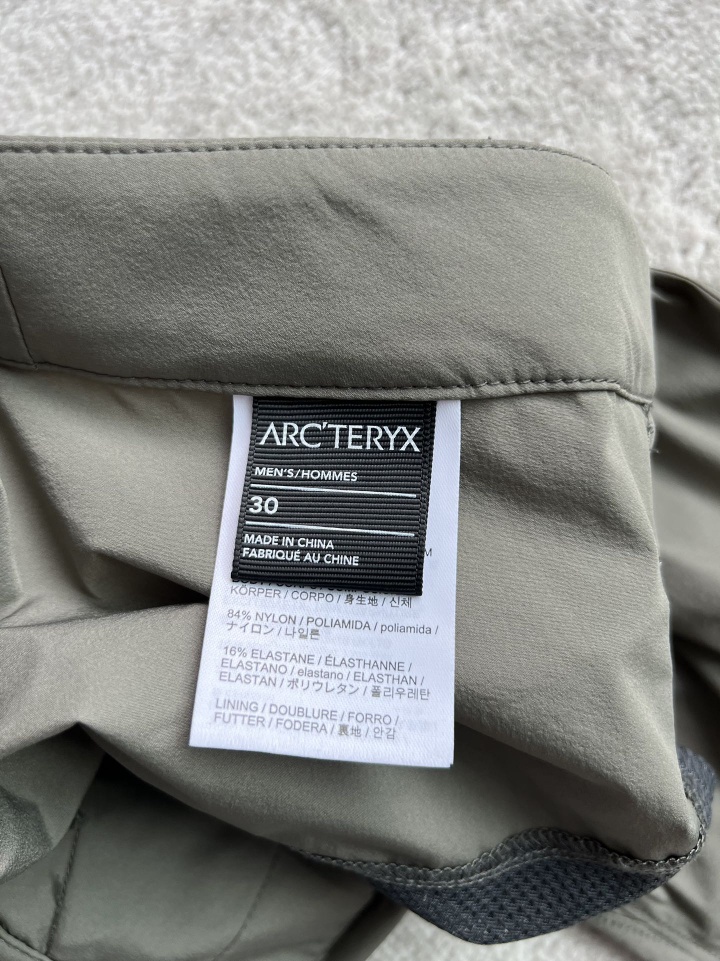 ARC'TERYX
MEN'S/HOMMES
30
MADE IN CHINA
FABRIQUÉ AU CHINE
KÖRPER / CORPO / 身生地 / 신체
84% NYLON / POLIAMIDA / poliamida /
ナイロン / 나일론
16% ELASTANE / ÉLASTHANNE /
ELASTANO / elastano / ELASTHAN /
ELASTAN / ポリウレタン / 폴리우레탄
LINING / DOUBLURE / FORRO /
FUTTER / FODERA / 裏地 / 안감